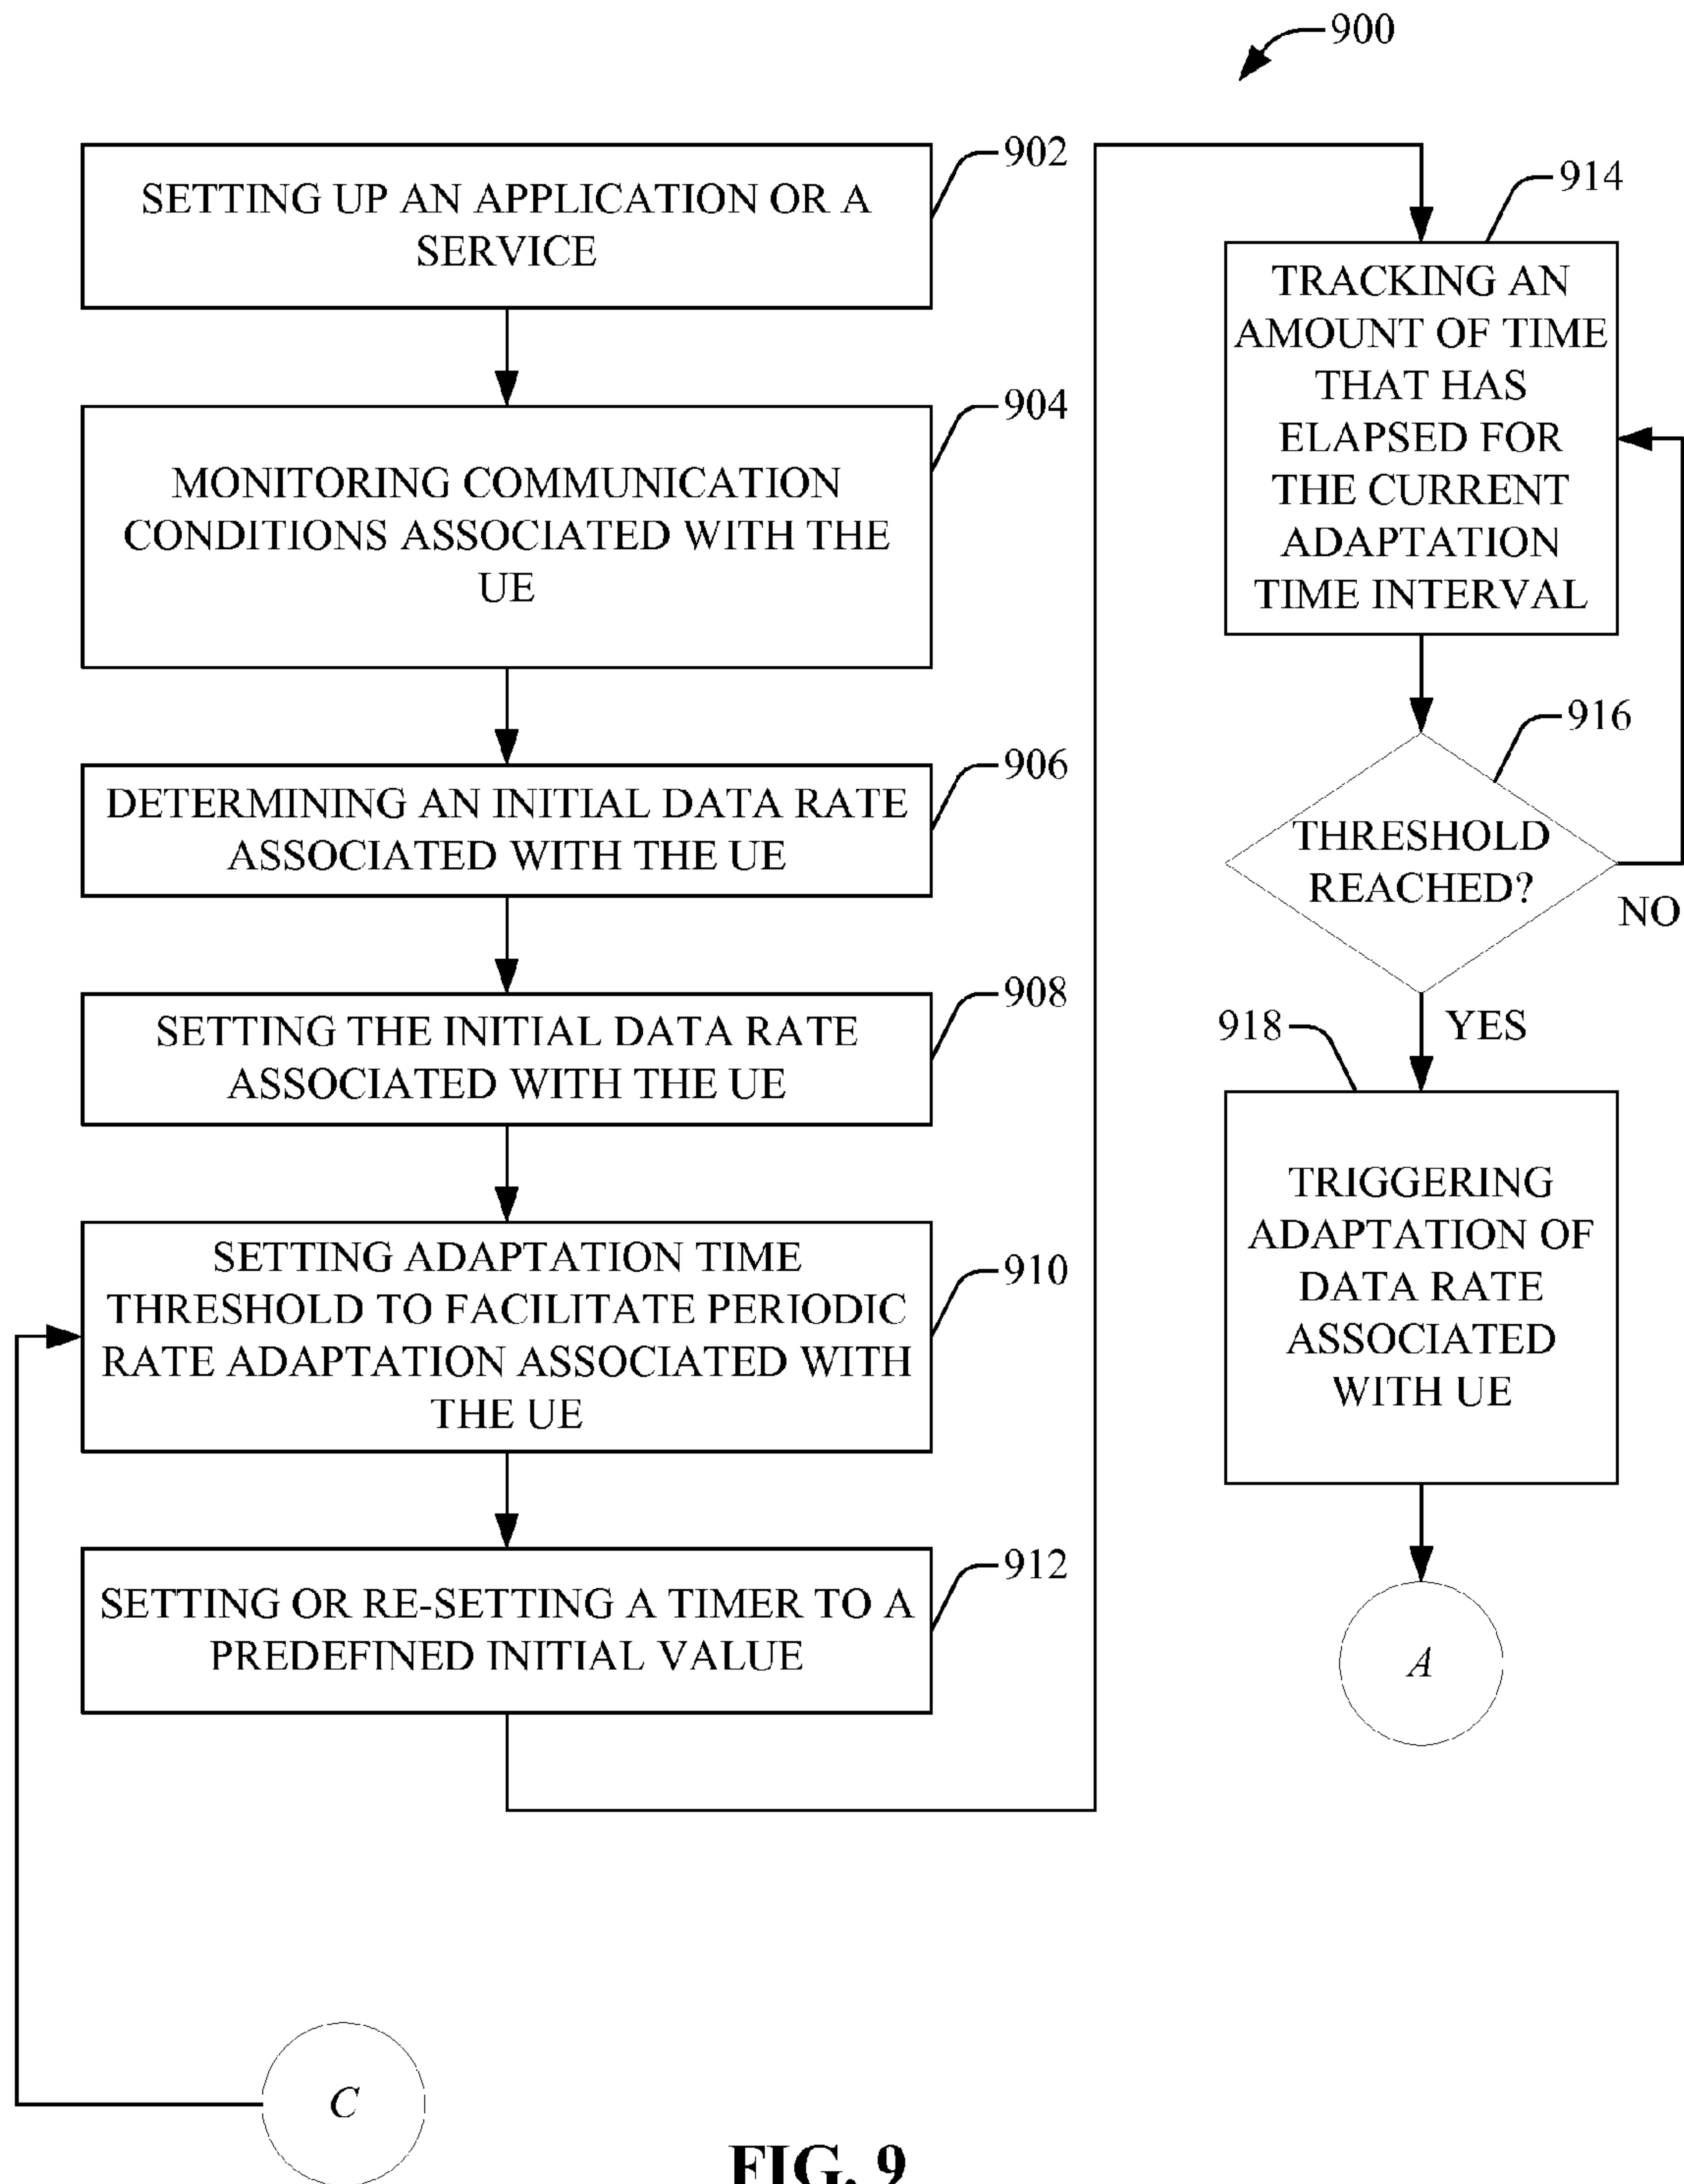 900
902
SETTING UP AN APPLICATION OR A
SERVICE
904
MONITORING COMMUNICATION
CONDITIONS ASSOCIATED WITH THE
UE
906
DETERMINING AN INITIAL DATA RATE
ASSOCIATED WITH THE UE
908
SETTING THE INITIAL DATA RATE
ASSOCIATED WITH THE UE
910
SETTING ADAPTATION TIME
THRESHOLD TO FACILITATE PERIODIC
RATE ADAPTATION ASSOCIATED WITH
THE UE
912
SETTING OR RE-SETTING A TIMER TO A
PREDEFINED INITIAL VALUE
914
TRACKING AN
AMOUNT OF TIME
THAT HAS
ELAPSED FOR
THE CURRENT
ADAPTATION
TIME INTERVAL
916
THRESHOLD
REACHED?
NO
YES
918
TRIGGERING
ADAPTATION OF
DATA RATE
ASSOCIATED
WITH UE
A
C
FIG. 9